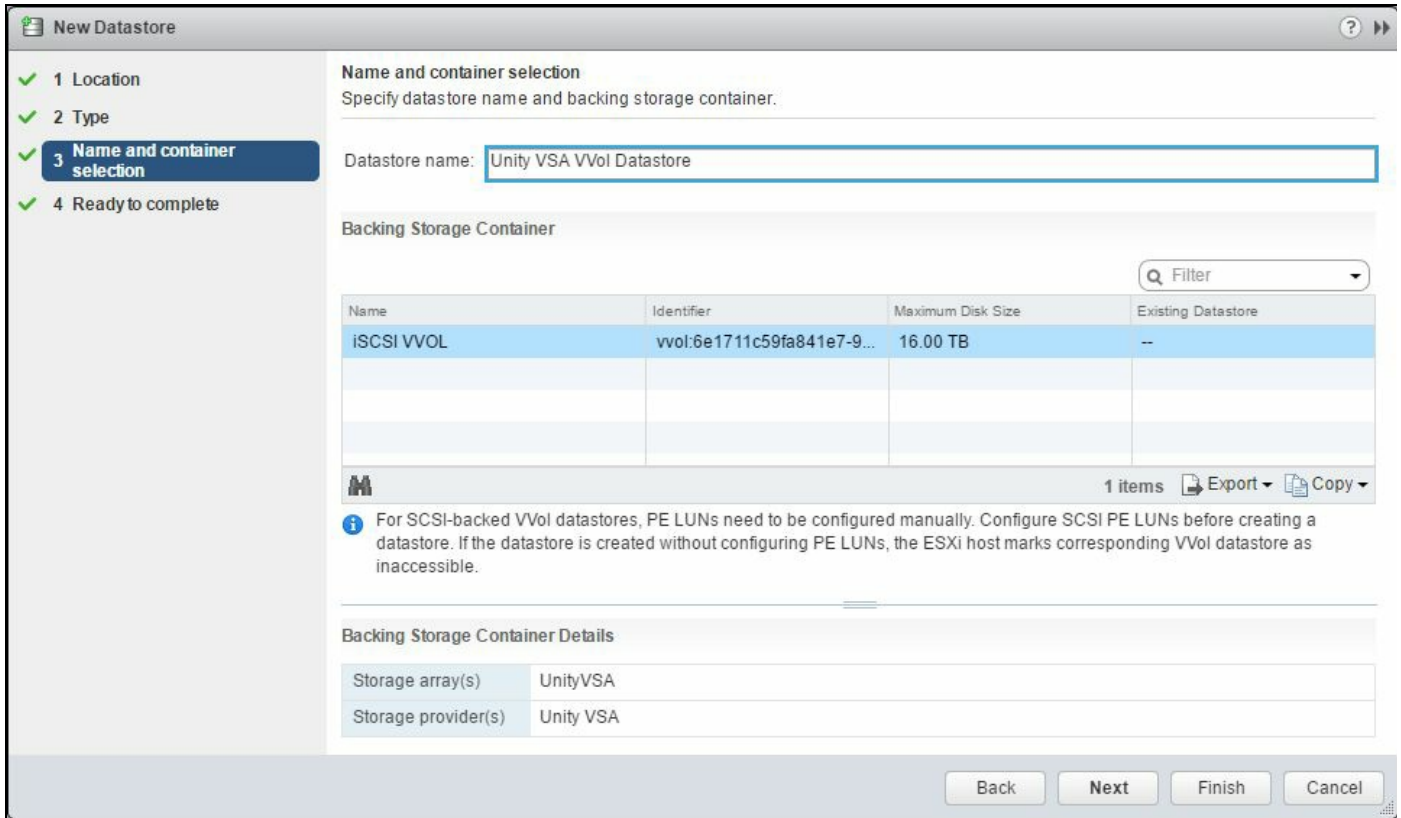 New Datastore
?
1 Location
2 Type
3 Name and container
selection
4 Ready to complete
Name and container selection
Specify datastore name and backing storage container.
Datastore name: Unity VSA VVol Datastore
Backing Storage Container
Filter
Name Identifier Maximum Disk Size Existing Datastore
iSCSI VVOL vvol:6e1711c59fa841e7-9... 16.00 TB --
1 items Export Copy
For SCSI-backed VVol datastores, PE LUNs need to be configured manually. Configure SCSI PE LUNs before creating a
datastore. If the datastore is created without configuring PE LUNs, the ESXi host marks corresponding VVol datastore as
inaccessible.
Backing Storage Container Details
Storage array(s) UnityVSA
Storage provider(s) Unity VSA
Back Next Finish Cancel